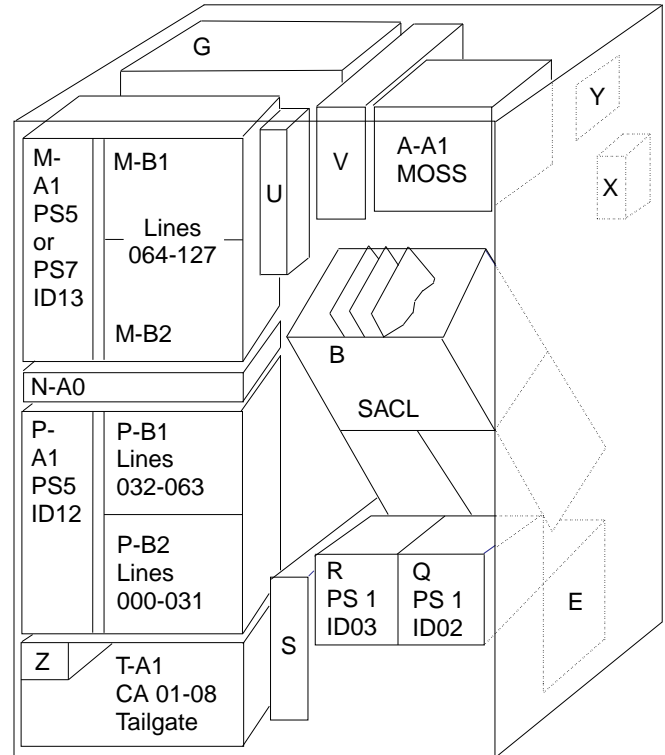 G
Y
X
V
A-A1
MOSS
U
M-
A1
PS5
or
PS7
ID13
M-B1
Lines
064-127
M-B2
B
SACL
N-A0
P-
A1
PS5
ID12
P-B1
Lines
032-063
P-B2
Lines
000-031
R
PS 1
ID03
Q
PS 1
ID02
E
S
Z
T-A1
CA 01-08
Tailgate